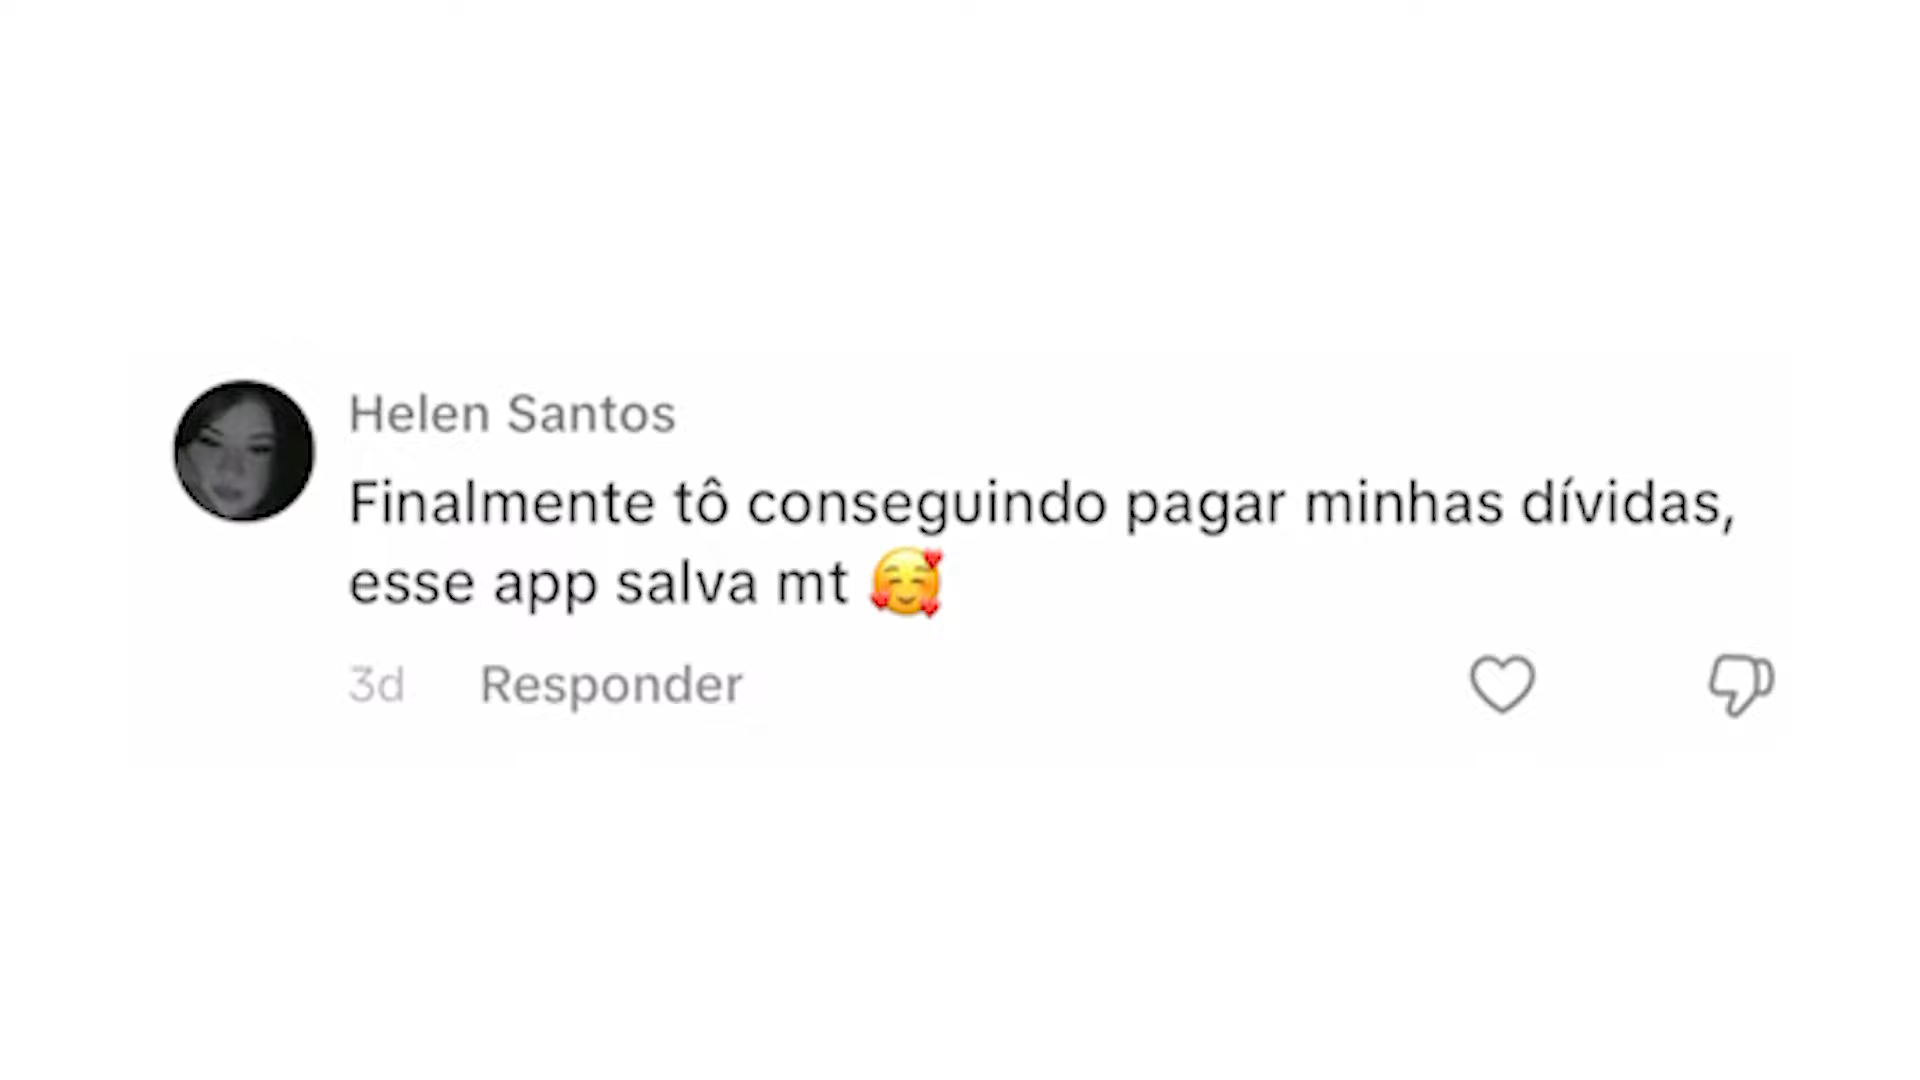 Helen Santos
Finalmente tô conseguindo pagar minhas dívidas,
esse app salva mt 🥰
3d Responder